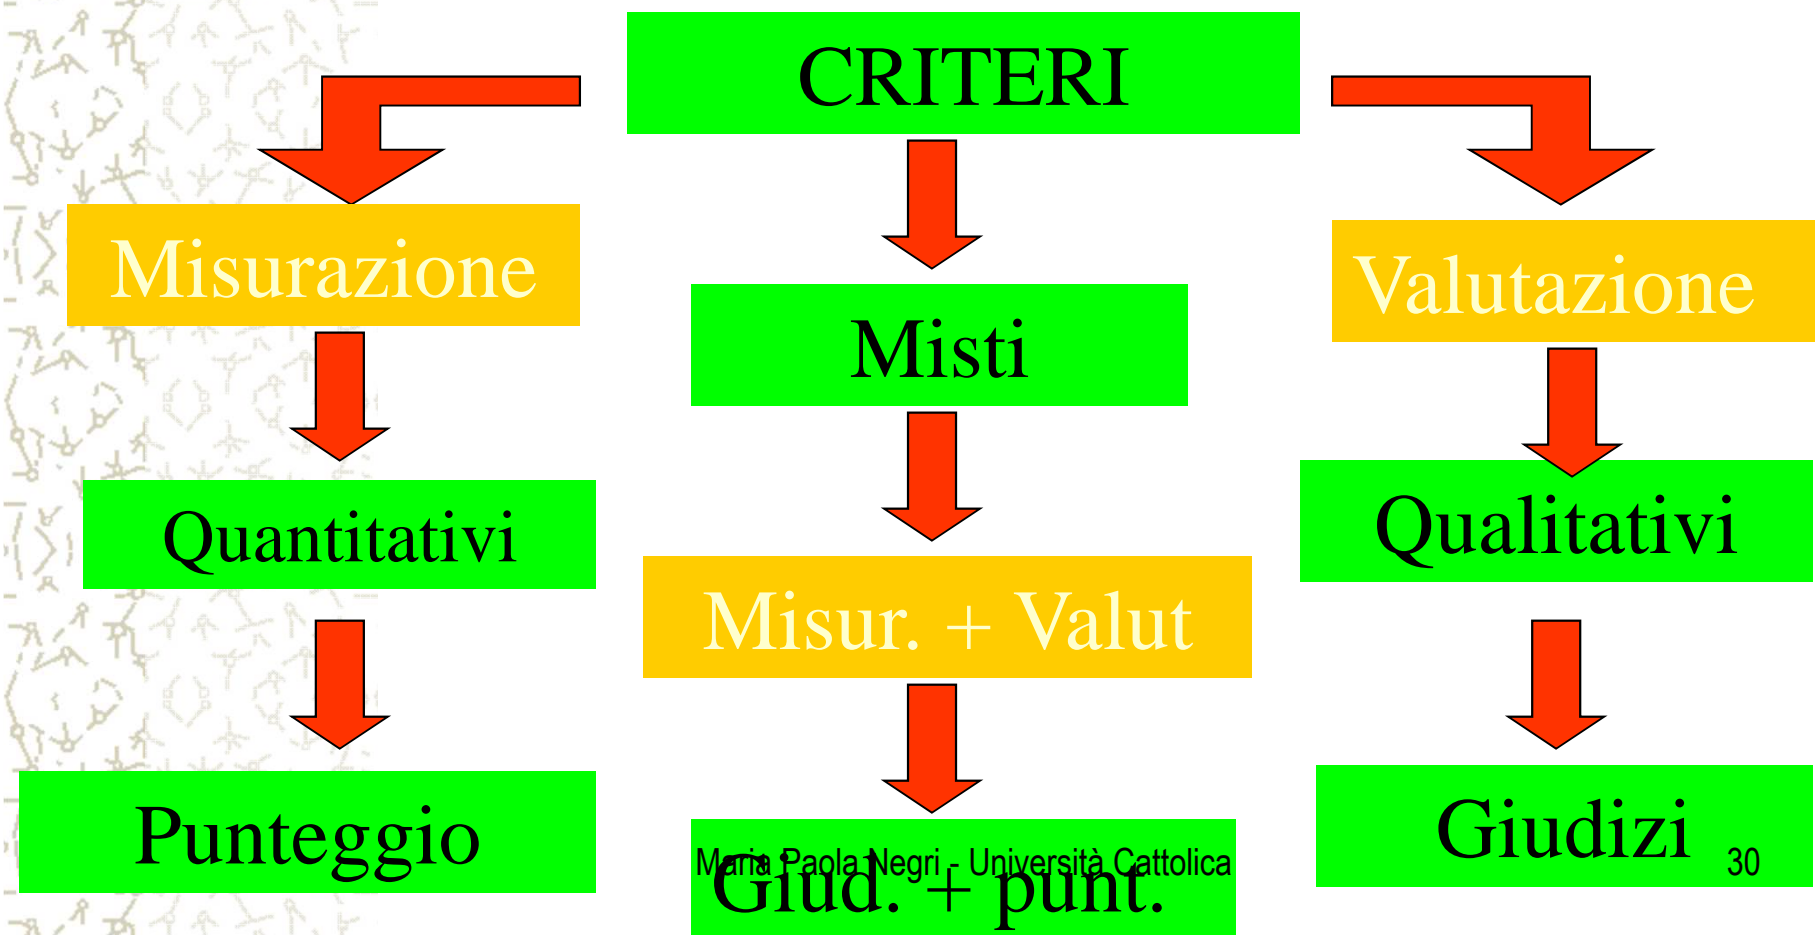 CRITERI
Misurazione
Valutazione
Misti
Quantitativi
Qualitativi
Misur. + Valut
Punteggio
Giudizi
Giud. + punt.
Maria Paola Negri - Università Cattolica
30